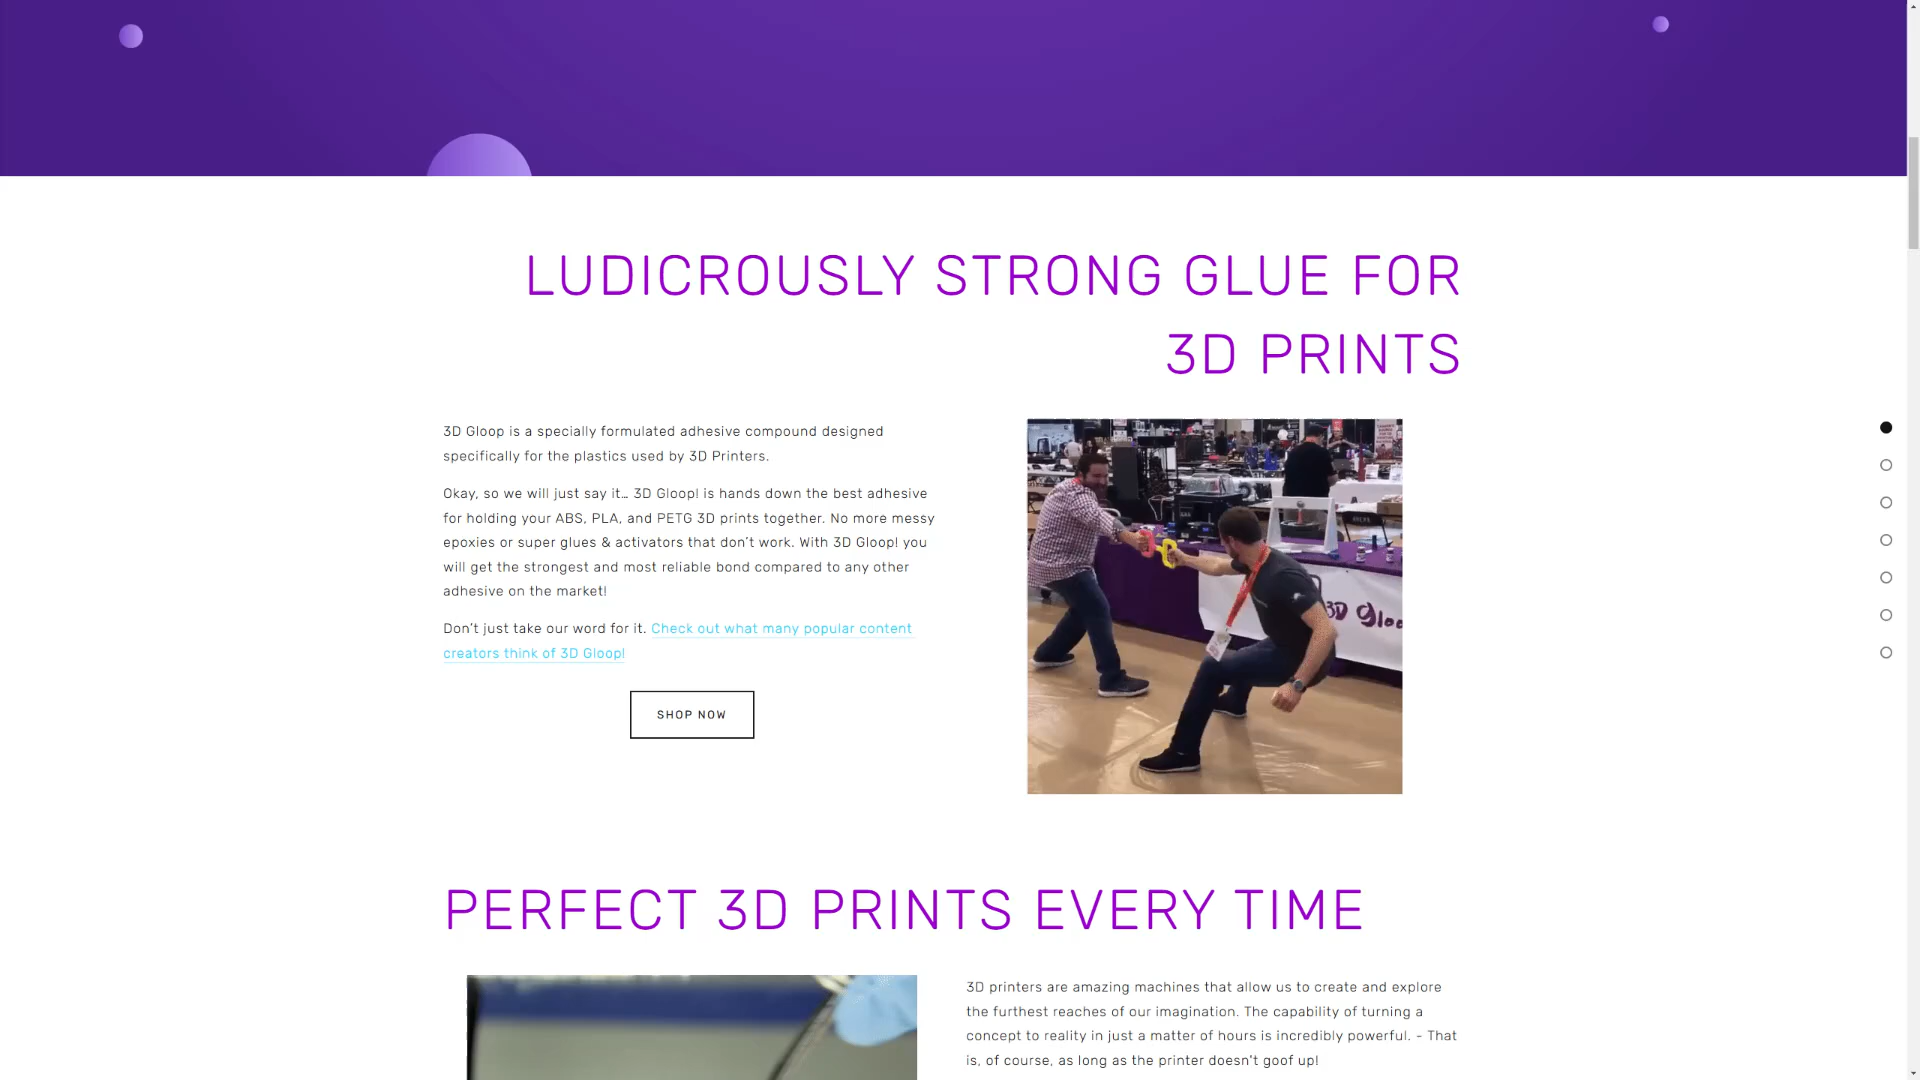 LUDICROUSLY STRONG GLUE FOR
3D PRINTS
3D Gloop is a specially formulated adhesive compound designed
specifically for the plastics used by 3D Printers.
Okay, so we will just say it… 3D Gloop! is hands down the best adhesive
for holding your ABS, PLA, and PETG 3D prints together. No more messy
epoxies or super glues & activators that don’t work. With 3D Gloop! you
will get the strongest and most reliable bond compared to any other
adhesive on the market!
Don’t just take our word for it. Check out what many popular content
creators think of 3D Gloop!
SHOP NOW
3D Gloo
PERFECT 3D PRINTS EVERY TIME
3D printers are amazing machines that allow us to create and explore
the furthest reaches of our imagination. The capability of turning a
concept to reality in just a matter of hours is incredibly powerful. - That
is, of course, as long as the printer doesn't goof up!